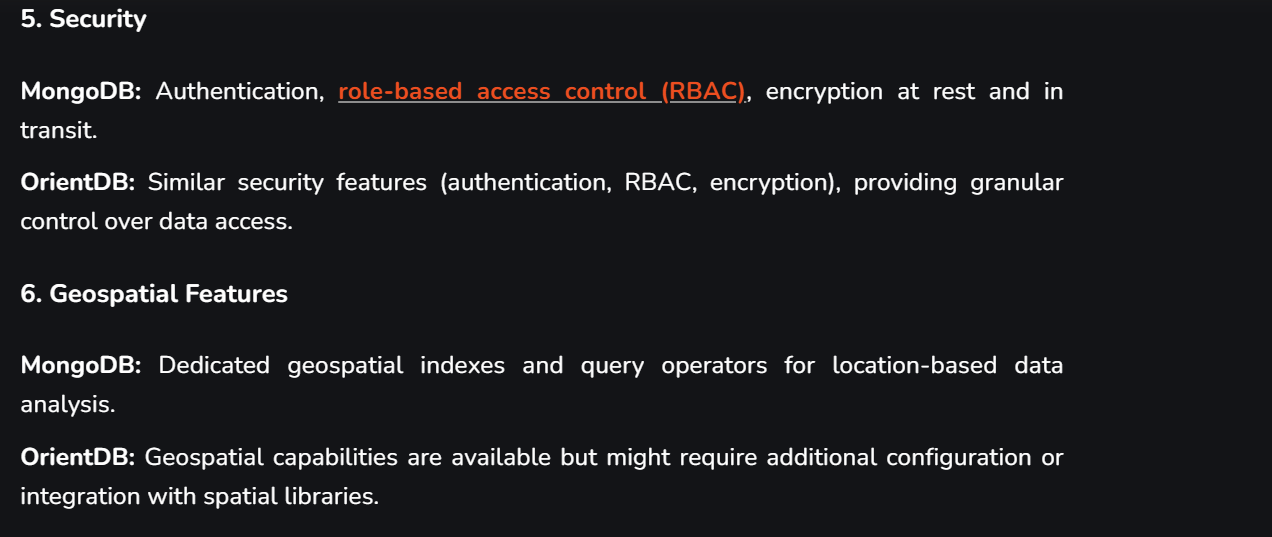 5. Security
MongoDB: Authentication, role-based access control (RBAC), encryption at rest and in
transit.
OrientDB: Similar security features (authentication, RBAC, encryption), providing granular
control over data access.
6. Geospatial Features
MongoDB: Dedicated geospatial indexes and query operators for location-based data
analysis.
OrientDB: Geospatial capabilities are available but might require additional configuration or
integration with spatial libraries.